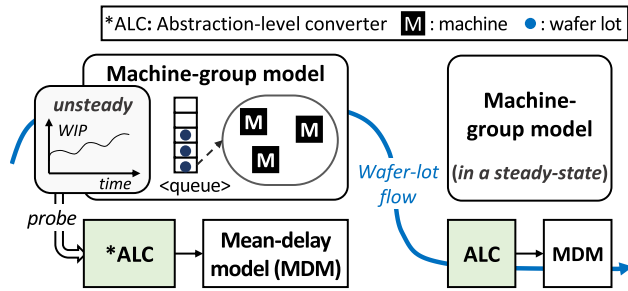 *ALC: Abstraction-level converter M : machine : wafer lot
Machine-group model
unsteady
WIP
time
<queue>
M
M
M
Machine-
group model
(in a steady-state)
Wafer-lot
flow
probe
*ALC
Mean-delay
model (MDM)
ALC
MDM